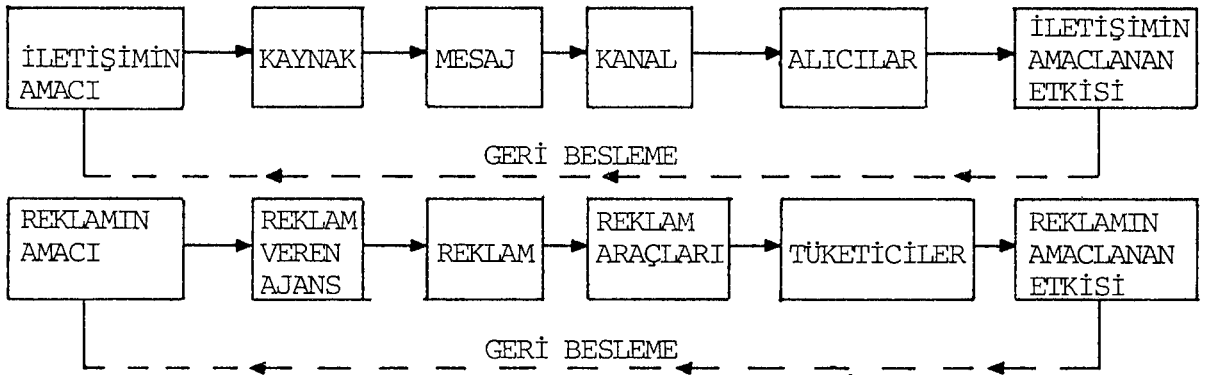 İLETİŞİMİN
AMACI
KAYNAK
MESAJ
KANAL
ALICILAR
İLETİŞİMİN
AMACLANAN
ETKİSİ
GERİ BESLEME
REKLAMIN
AMACI
REKLAM
VEREN
AJANS
REKLAM
REKLAM
ARAÇLARI
TÜKETİCİLER
REKLAMIN
AMACLANAN
ETKİSİ
GERİ BESLEME